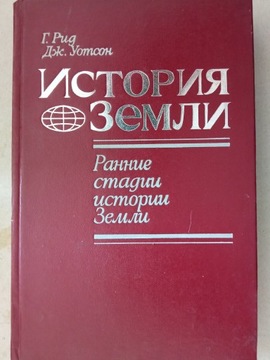 Г. Рид
Дж. Уотсон
История
Земли
Ранние
стадии
истории
Земли